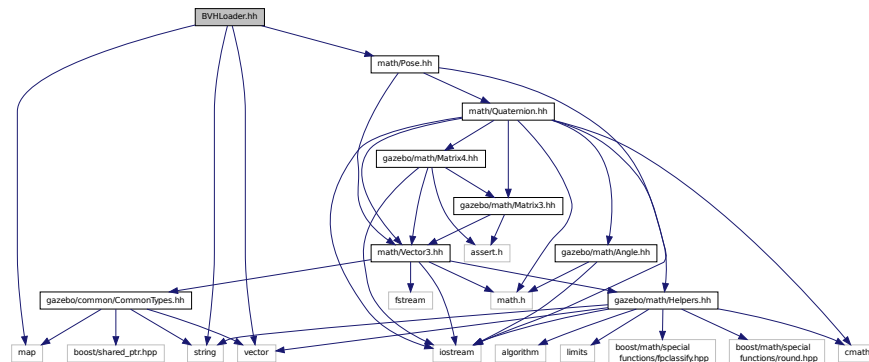 BVHLoader.hh
math/Pose.hh
math/Quaternion.hh
gazebo/math/Matrix4.hh
gazebo/math/Matrix3.hh
math/Vector3.hh
assert.h
gazebo/math/Angle.hh
gazebo/common/CommonTypes.hh
fstream
math.h
gazebo/math/Helpers.hh
map
boost/shared_ptr.hpp
string
vector
iostream
algorithm
limits
boost/math/special
_functions/fpclassify.hpp
boost/math/special
_functions/round.hpp
cmath